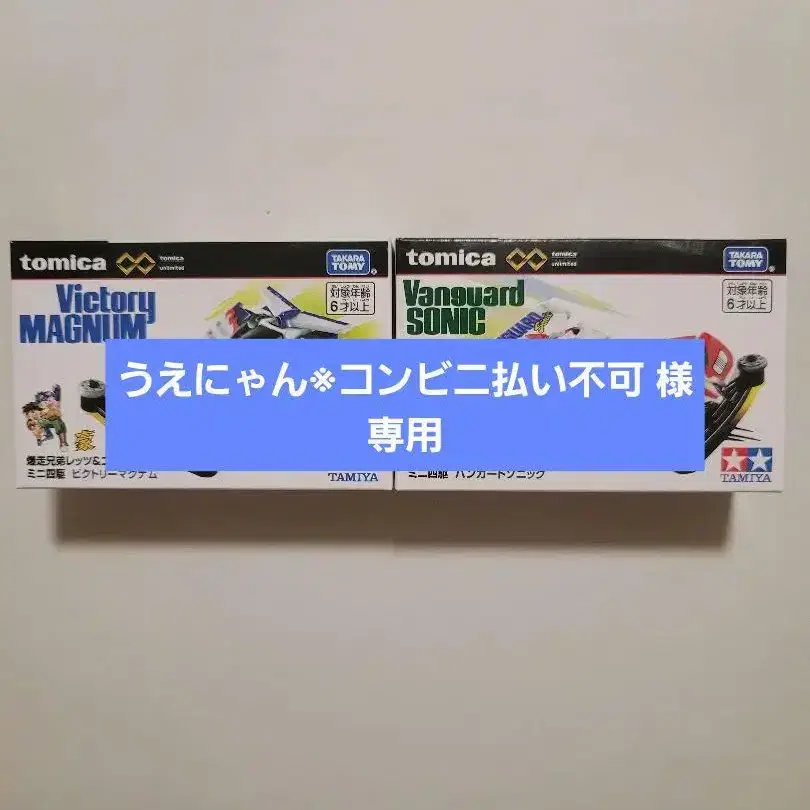 tomica
tomica
unlimited
TAKARA
TOMY
対象年齢
6才以上
Victory
MAGNUM
豪
ミニ四駆 ビクトリーマグナム
TAMIYA
tomica
tomica
unlimited
TAKARA
TOMY
対象年齢
6才以上
Vanguard
SONIC
ミニ四駆 バンガードソニック
TAMIYA
うえにゃん※コンビニ払い不可 様
専用